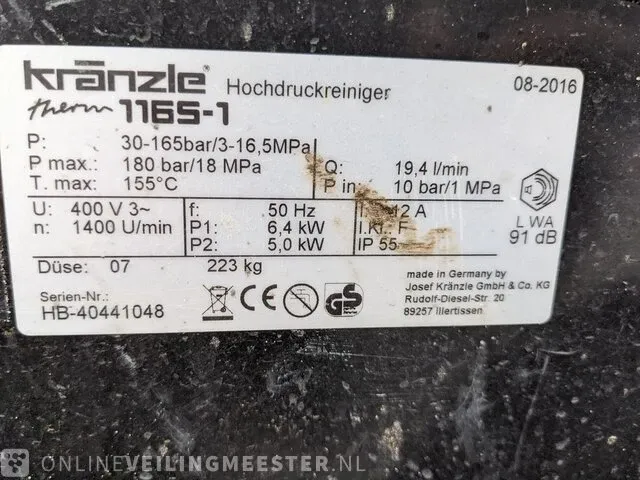 kränzle Hochdruckreiniger 08-2016
therm 1165-1
P: 30-165bar/3-16,5MPa
P max.: 180 bar/18 MPa Q: 19,4 l/min
T. max: 155°C P in: 10 bar/1 MPa
U: 400 V 3~ f: 50 Hz I: 12 A
n: 1400 U/min P1: 6,4 kW I.Kl.: F
P2: 5,0 kW IP 55
L WA
91 dB
Düse: 07 223 kg
Serien-Nr.:
HB-40441048
CE
GS
made in Germany by
Josef Kränzle GmbH & Co. KG
Rudolf-Diesel-Str. 20
89257 Illertissen
ONLINEVEILINGMEESTER.NL